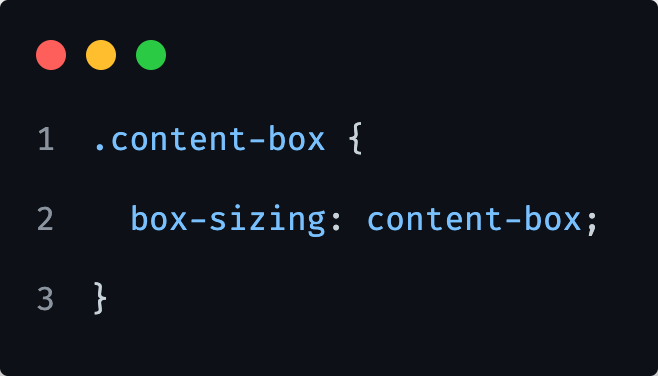 1 .content-box {
2   box-sizing: content-box;
3 }